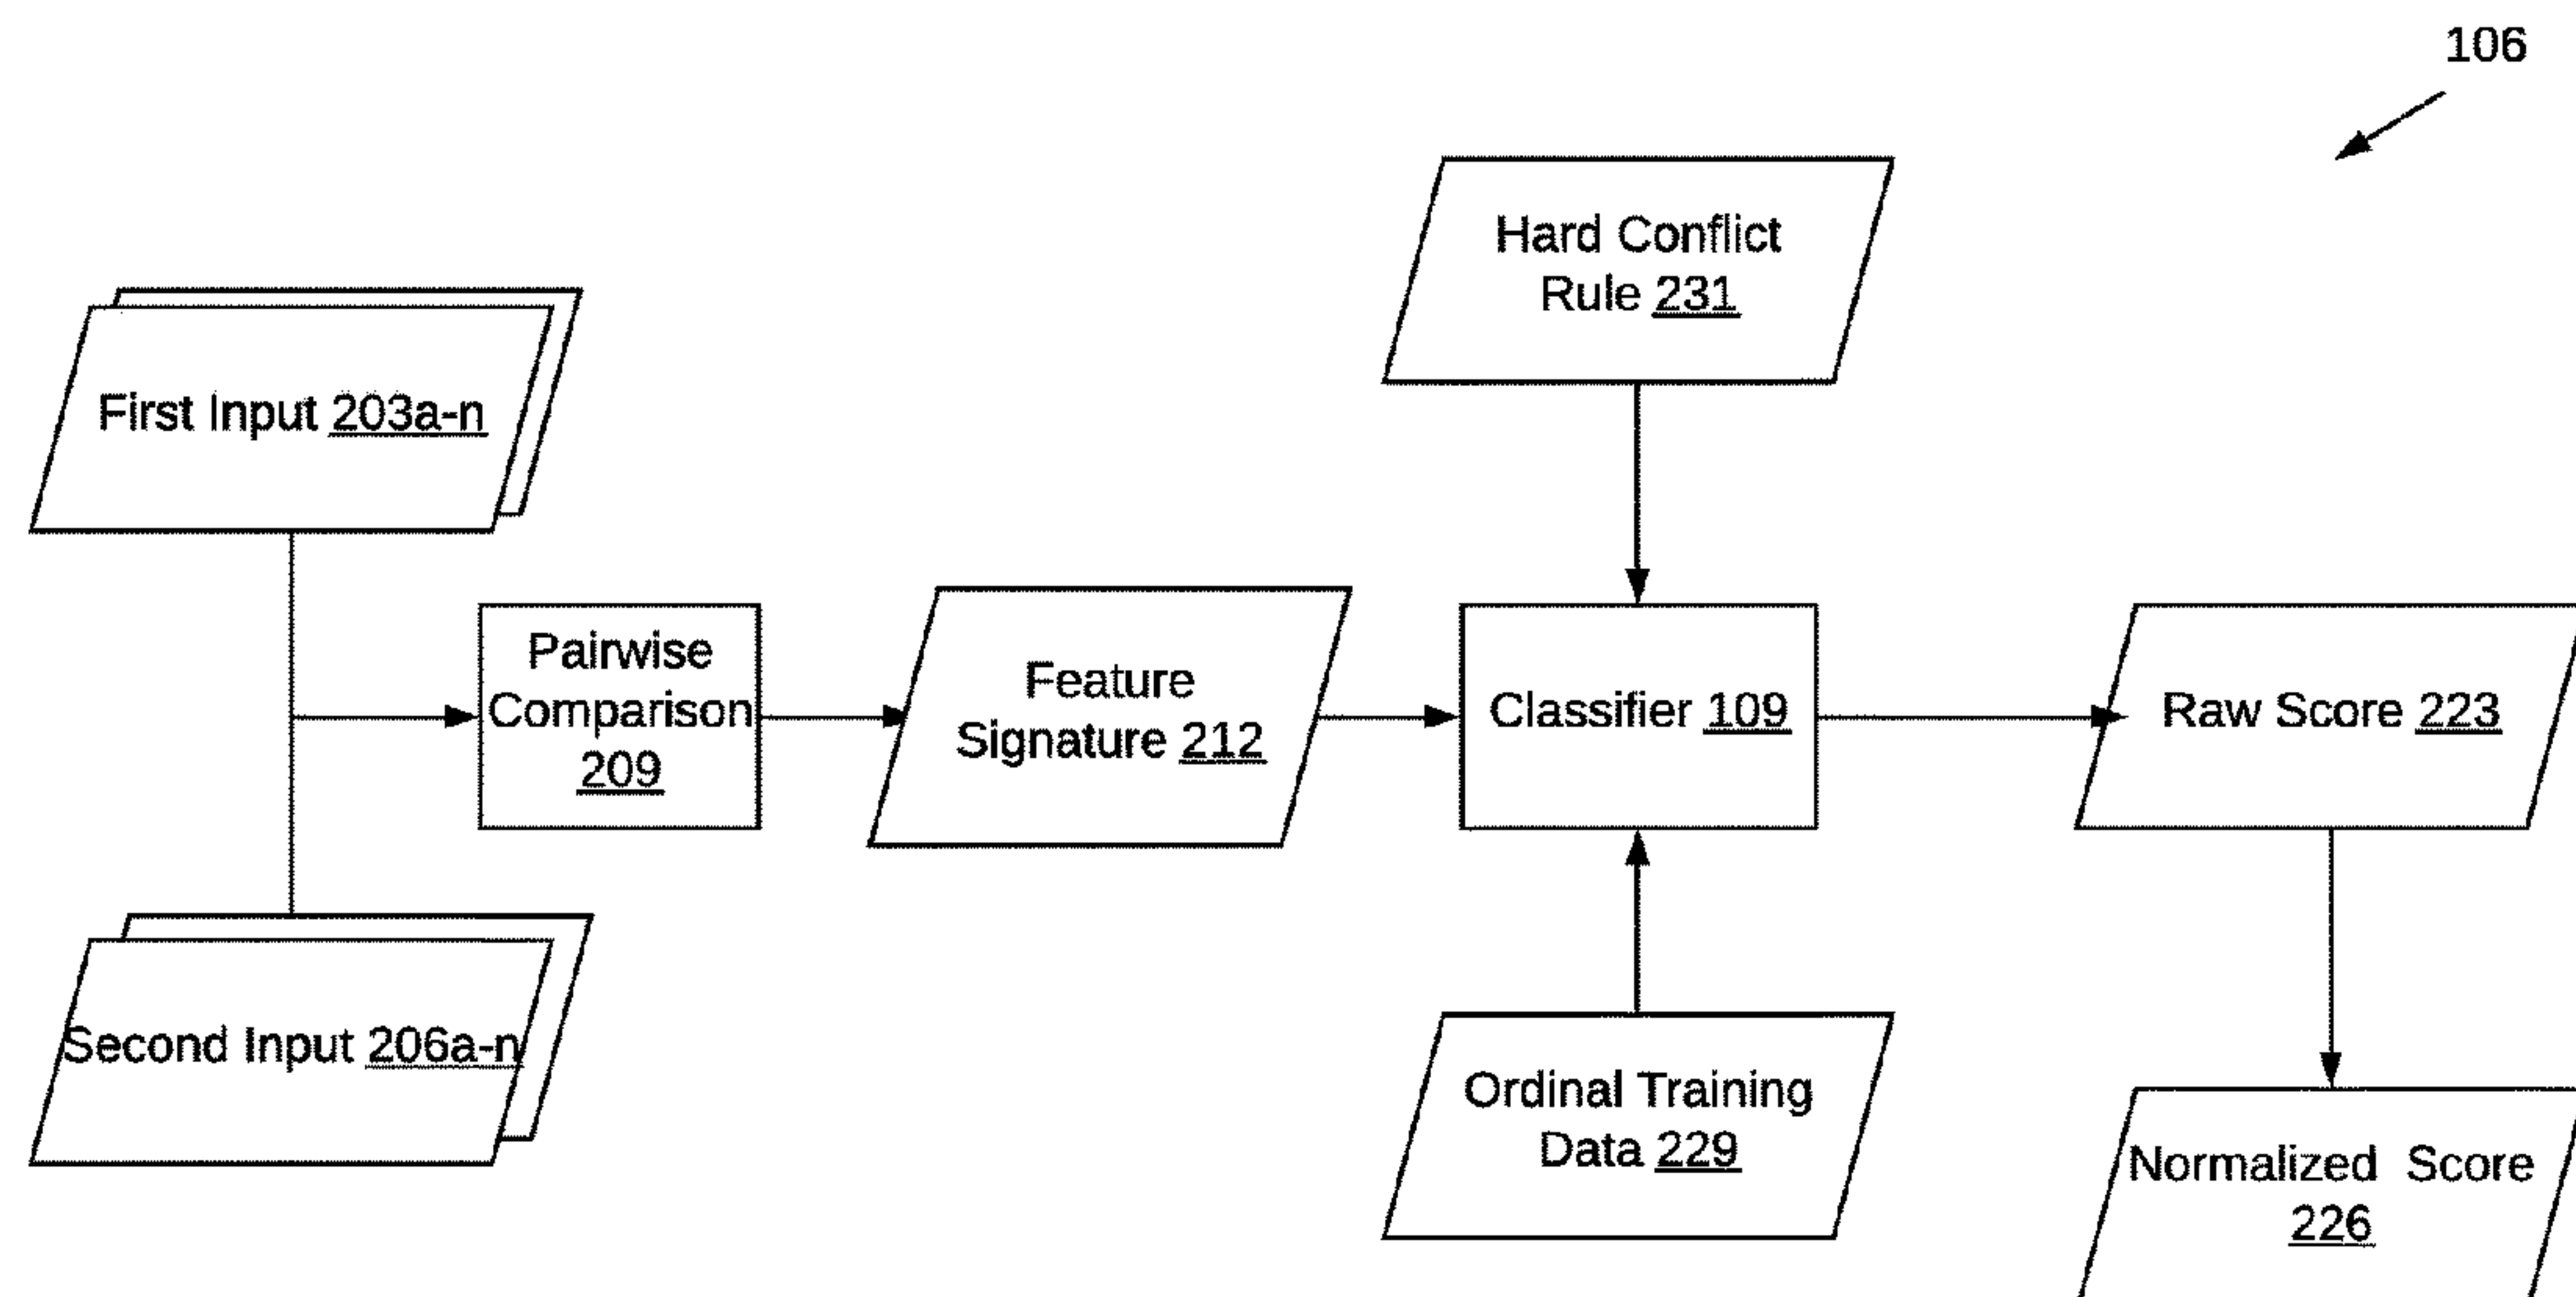 106
Hard Conflict
Rule 231
First Input 203a-n
Pairwise
Comparison
209
Feature
Signature 212
Classifier 109
Raw Score 223
Second Input 206a-n
Ordinal Training
Data 229
Normalized Score
226